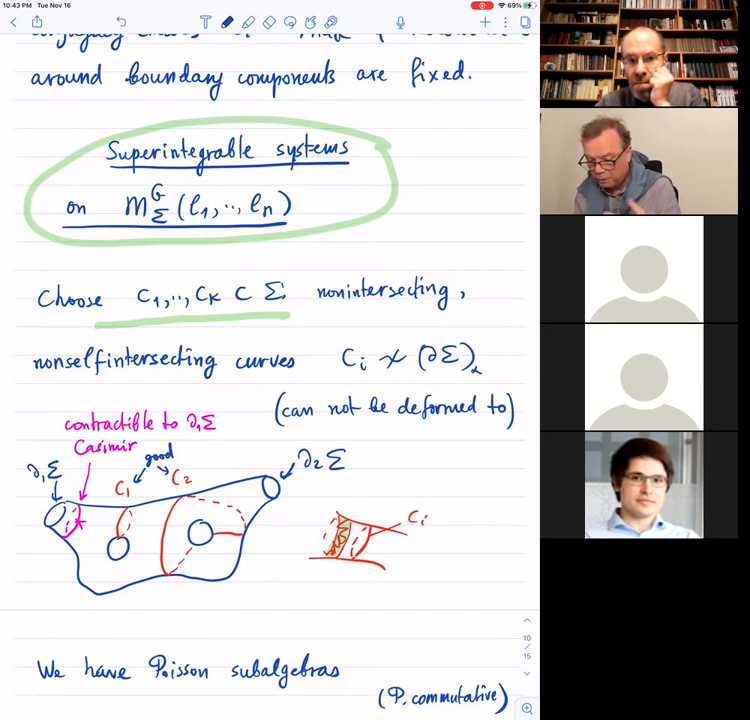 10:43 PM Tue Nov 16
69%
around boundary components are fixed.
Superintegrable systems
on M_Σ^G (l_1,..,l_n)
Choose C_1,..,C_K ⊂ Σ nonintersecting,
nonselfintersecting curves C_i ≁ (∂Σ)_α
(can not be deformed to)
contractible to ∂_1Σ
Casimir
good
∂_1Σ
C_1
C_2
∂_2Σ
C_i
10
/
15
We have Poisson subalgebras
(P. commutative)